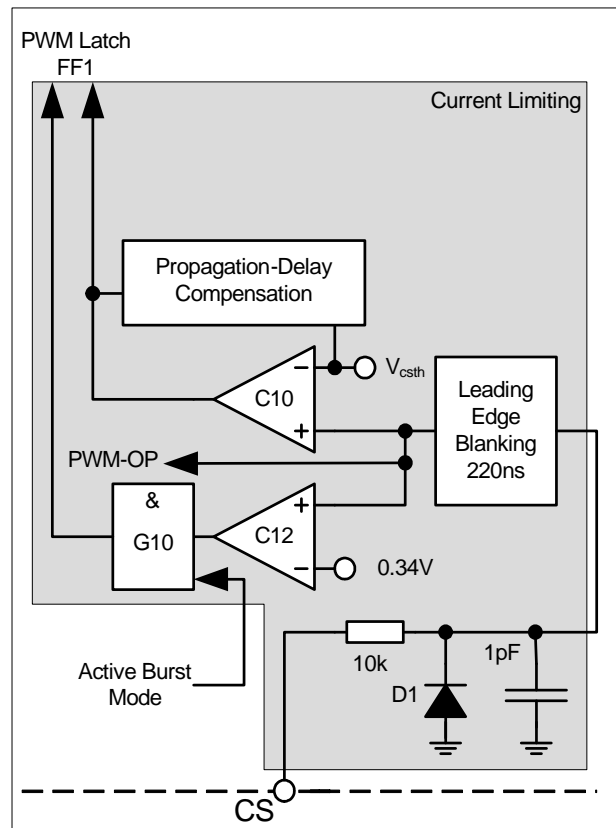 PWM Latch
FF1
Current Limiting
Propagation-Delay
Compensation
−
Vcsth
C10
+
Leading
Edge
Blanking
220ns
PWM-OP
&
G10
+
C12
−
0.34V
10k
1pF
Active Burst
Mode
D1
CS